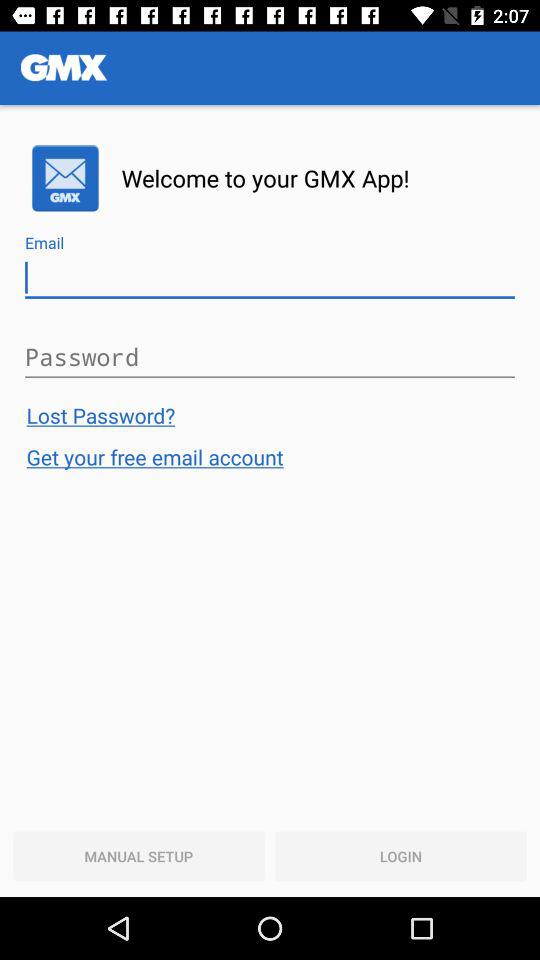 2:07
GMX
GMX
Welcome to your GMX App!
Email
Password
Lost Password?
Get your free email account
MANUAL SETUP
LOGIN